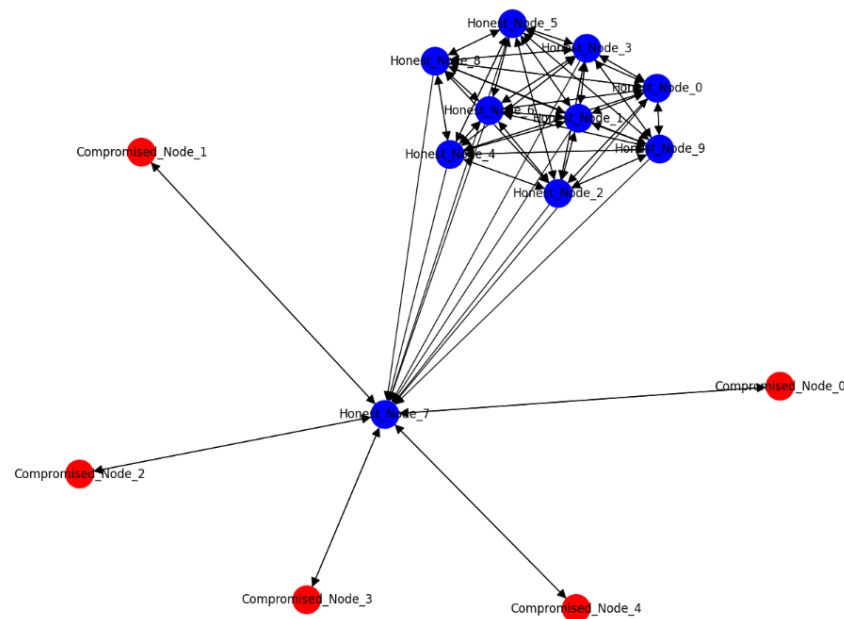 Honest_Node_5
Honest_Node_3
Honest_Node_8
Honest_Node_0
Honest_Node_6
Honest_Node_1
Honest_Node_9
Honest_Node_4
Compromised_Node_1
Honest_Node_2
Compromised_Node_0
Honest_Node_7
Compromised_Node_2
Compromised_Node_3
Compromised_Node_4